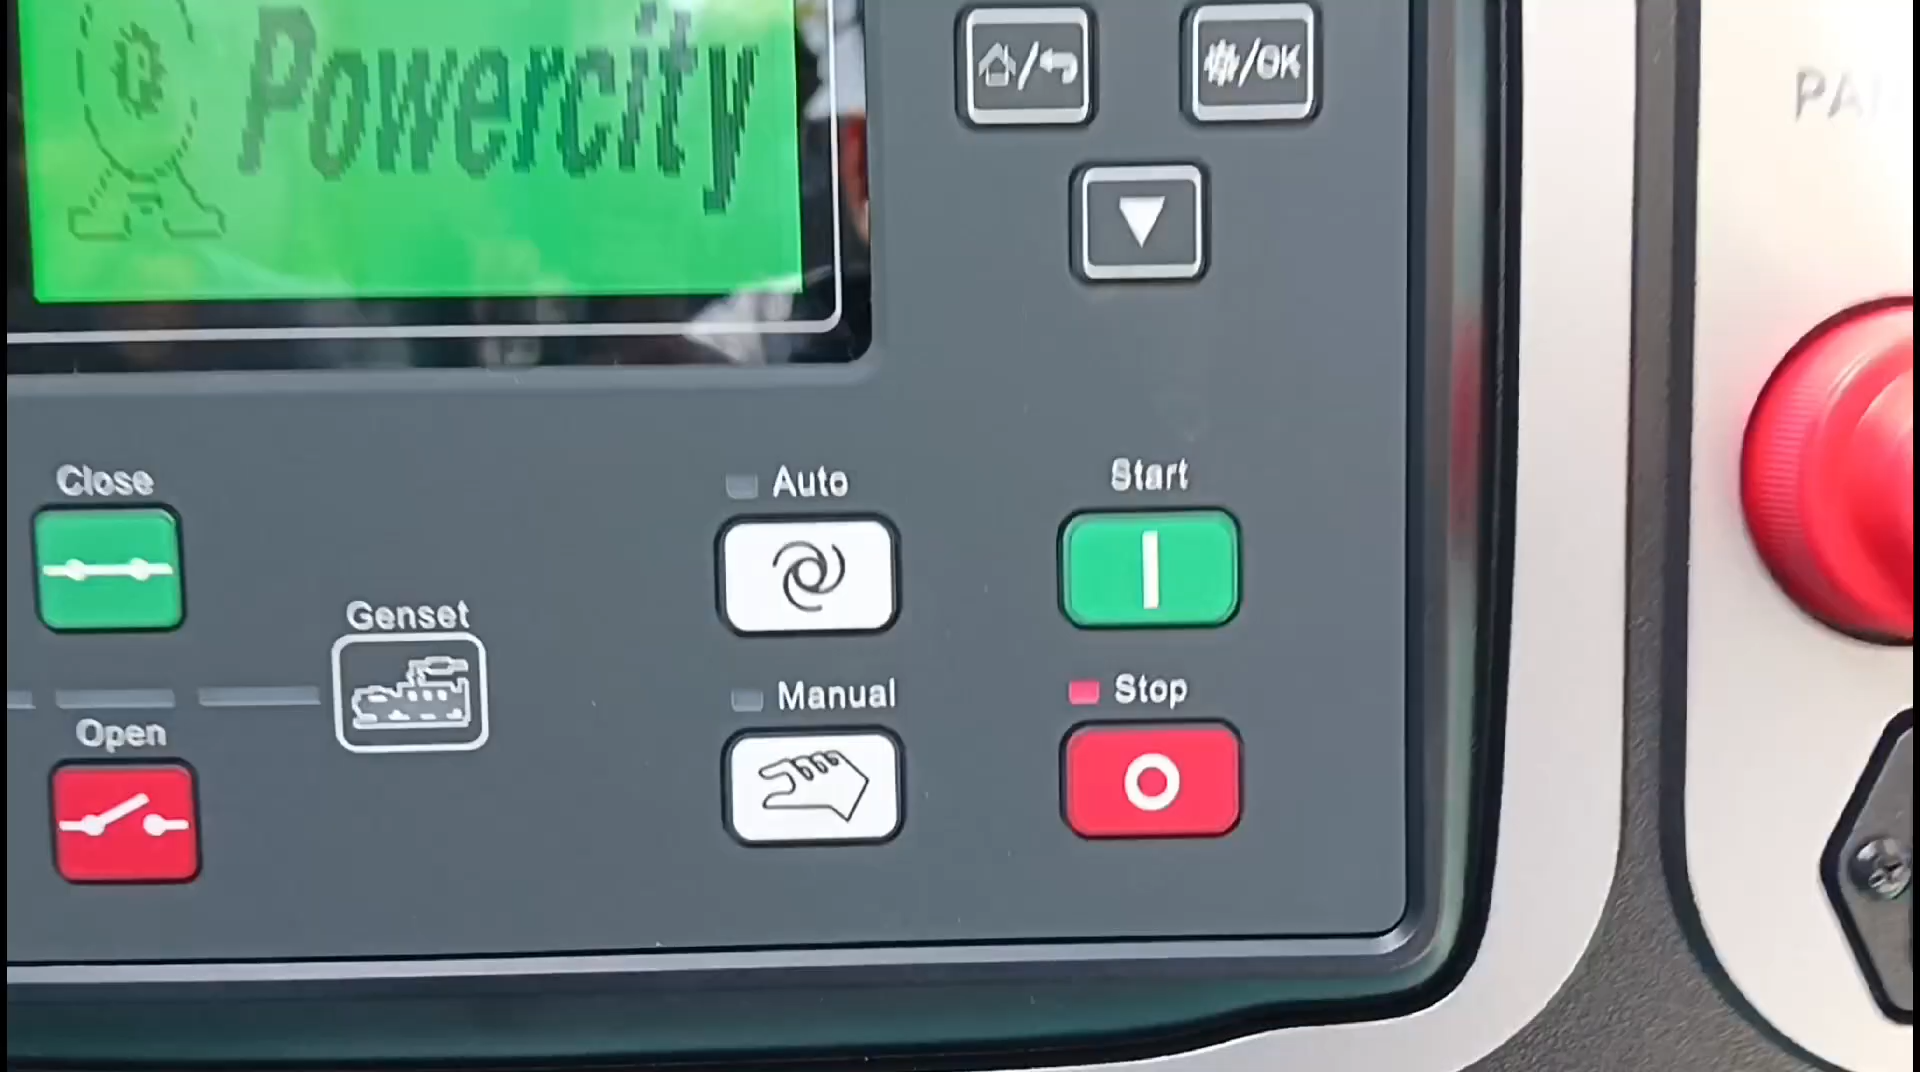 Powercity
/OK
Close
Auto
Start
Genset
Manual
Stop
Open